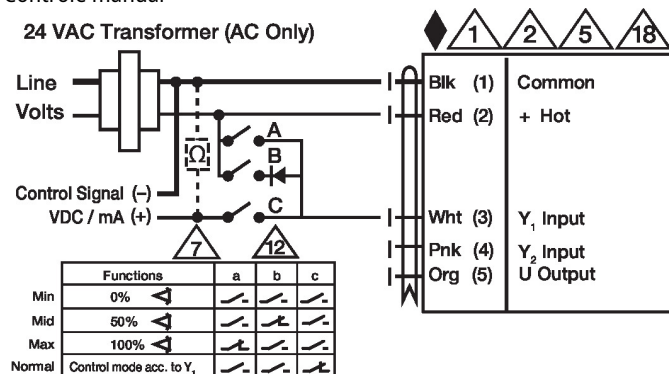 Controls manual
24 VAC Transformer (AC Only)
1 2 5 18
Line
Volts
Blk (1) Common
Red (2) + Hot
A
B
C
Ω
Control Signal (–)
VDC / mA (+)
Wht (3) Y₁ Input
Pnk (4) Y₂ Input
Org (5) U Output
7 12
Functions a b c
Min 0%
Mid 50%
Max 100%
Normal Control mode acc. to Y₁